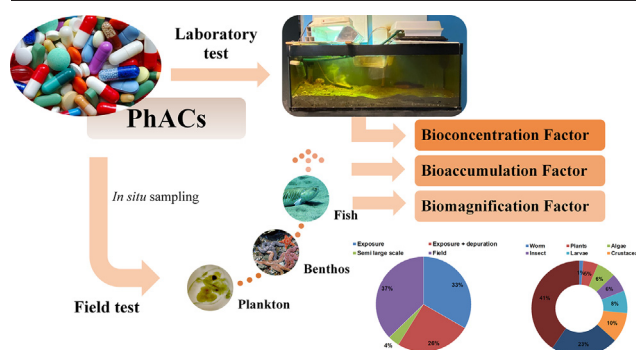 Laboratory
test
PhACs
Bioconcentration Factor
Bioaccumulation Factor
Biomagnification Factor
In situ sampling
Fish
Benthos
Plankton
Field test
Exposure
Exposure + depuration
Semi large scale
Field
37%
33%
4%
26%
Worm
Plants
Algae
Insect
Larvae
Crustacea
41%
6%
8%
10%
23%